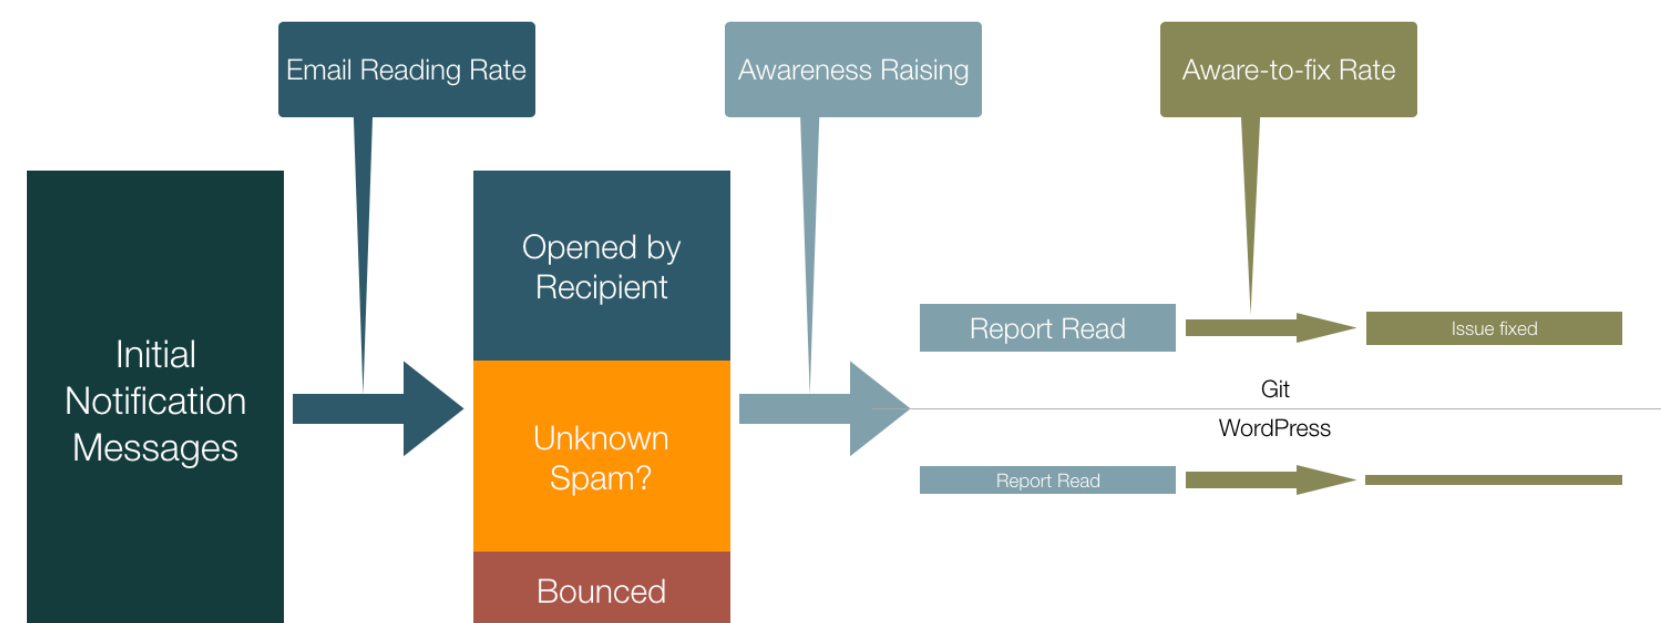 Email Reading Rate
Awareness Raising
Aware-to-fix Rate
Initial
Notification
Messages
Opened by
Recipient
Unknown
Spam?
Bounced
Report Read
Issue fixed
Git
WordPress
Report Read